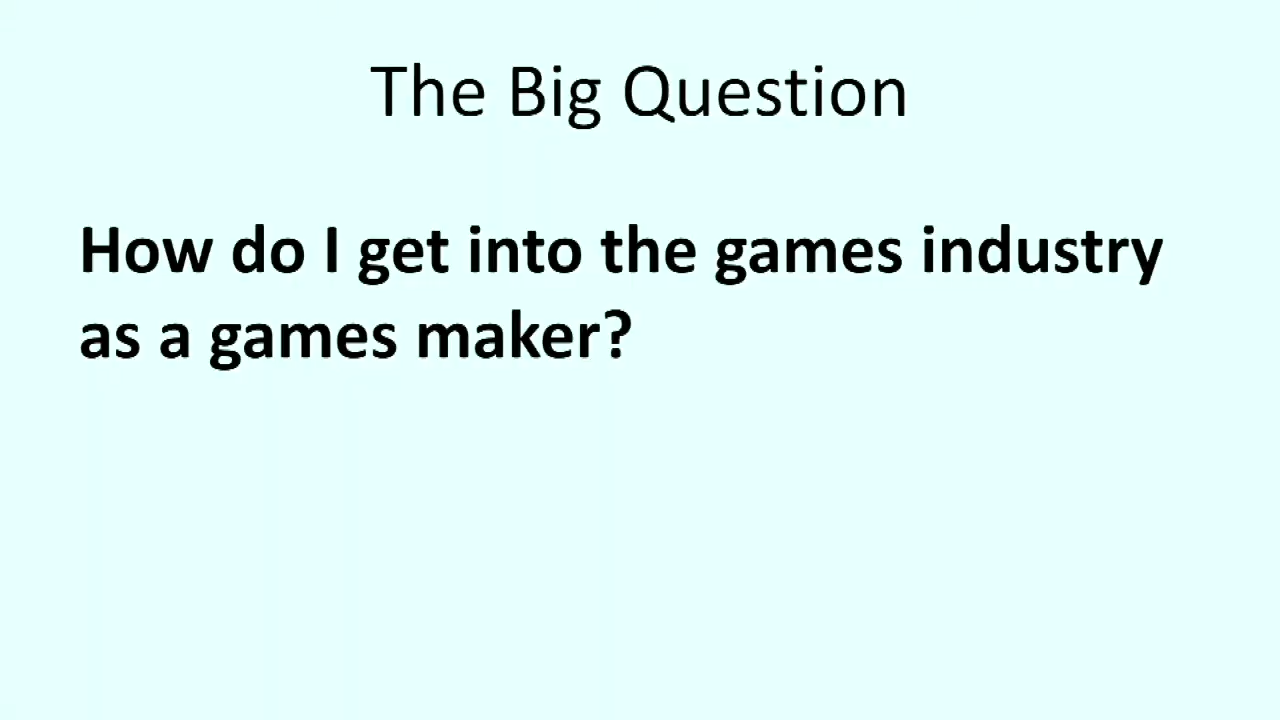 The Big Question
How do I get into the games industry
as a games maker?